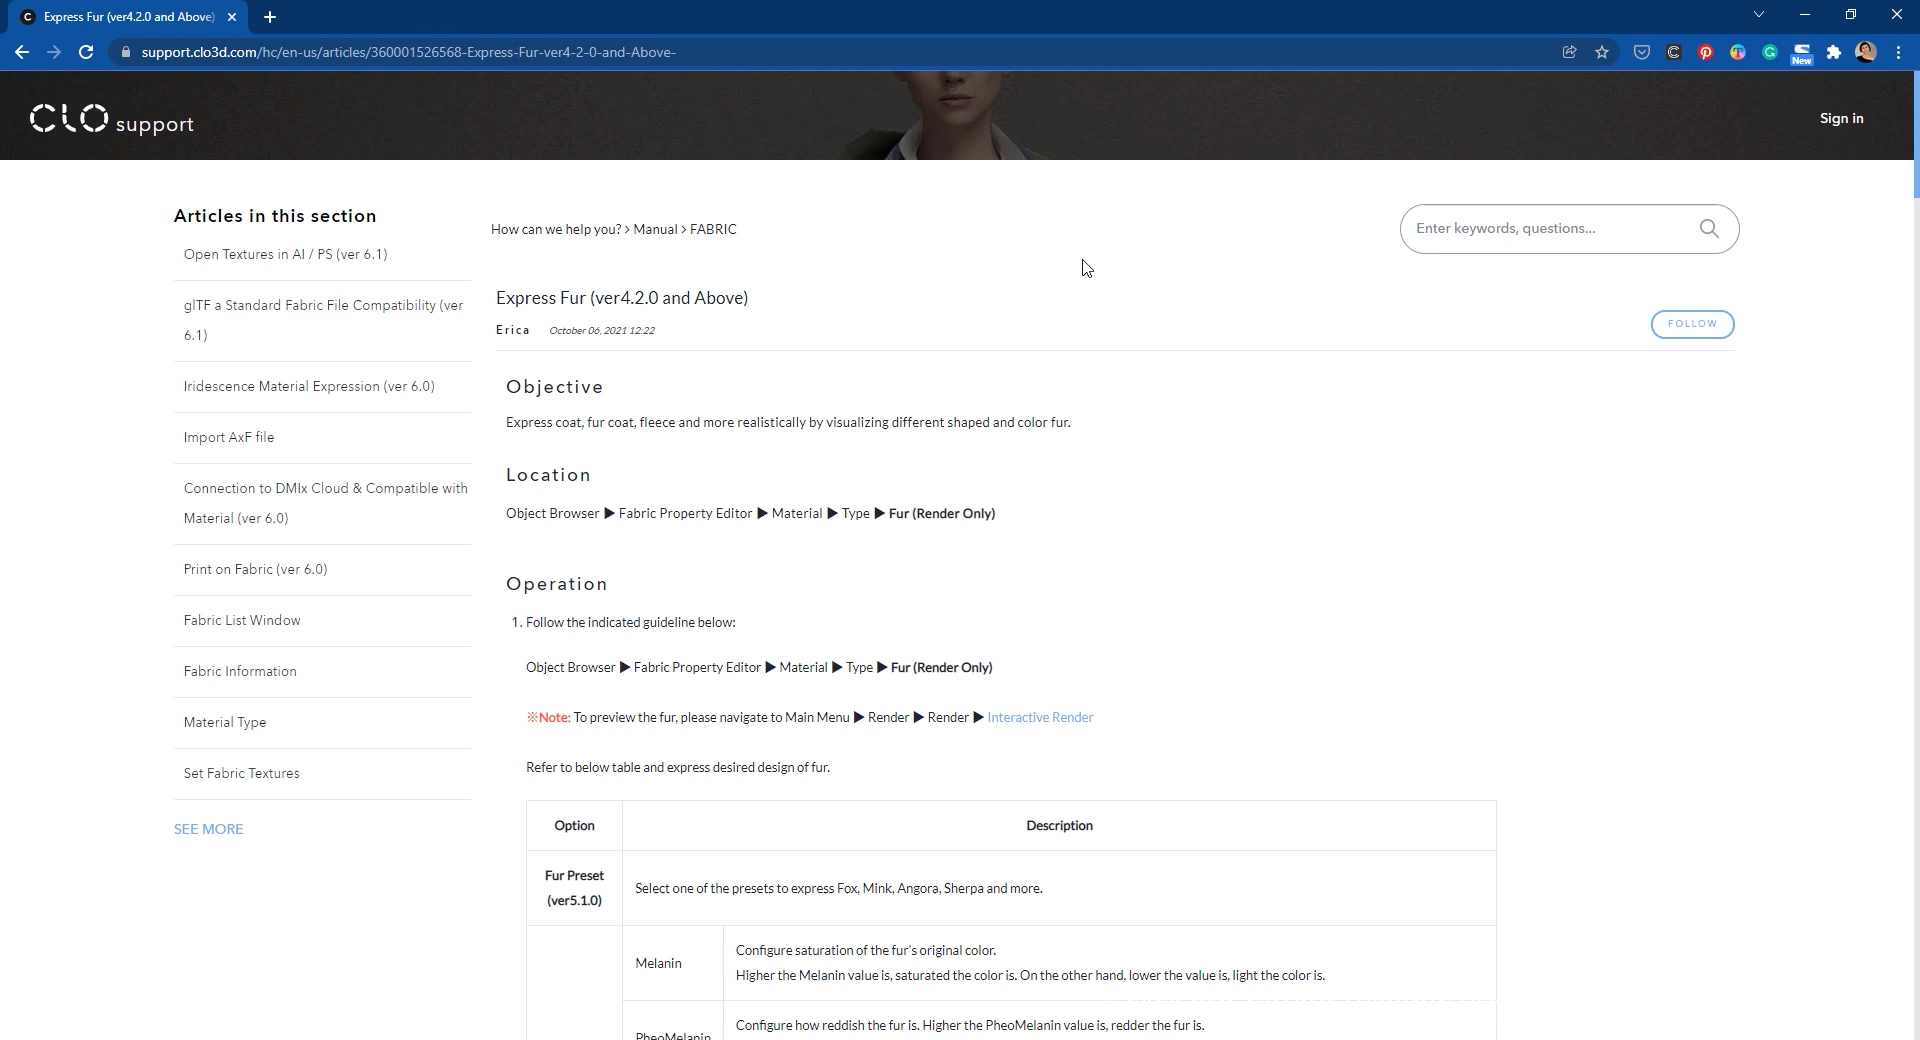 Express Fur (ver4.2.0 and Above)
support.clo3d.com/hc/en-us/articles/360001526568-Express-Fur-ver4-2-0-and-Above-
New
CLO support
Sign in
Articles in this section
Open Textures in AI / PS (ver 6.1)
glTF a Standard Fabric File Compatibility (ver
6.1)
Iridescence Material Expression (ver 6.0)
Import AxF file
Connection to DMIx Cloud & Compatible with
Material (ver 6.0)
Print on Fabric (ver 6.0)
Fabric List Window
Fabric Information
Material Type
Set Fabric Textures
SEE MORE
How can we help you? > Manual > FABRIC
Enter keywords, questions...
Express Fur (ver4.2.0 and Above)
Erica October 06, 2021 12:22
FOLLOW
Objective
Express coat, fur coat, fleece and more realistically by visualizing different shaped and color fur.
Location
Object Browser ▶ Fabric Property Editor ▶ Material ▶ Type ▶ Fur (Render Only)
Operation
1. Follow the indicated guideline below:
Object Browser ▶ Fabric Property Editor ▶ Material ▶ Type ▶ Fur (Render Only)
※Note: To preview the fur, please navigate to Main Menu ▶ Render ▶ Render ▶ Interactive Render
Refer to below table and express desired design of fur.
Option Description
Fur Preset
(ver5.1.0)
Select one of the presets to express Fox, Mink, Angora, Sherpa and more.
Melanin
Configure saturation of the fur's original color.
Higher the Melanin value is, saturated the color is. On the other hand, lower the value is, light the color is.
PheoMelanin
Configure how reddish the fur is. Higher the PheoMelanin value is, redder the fur is.